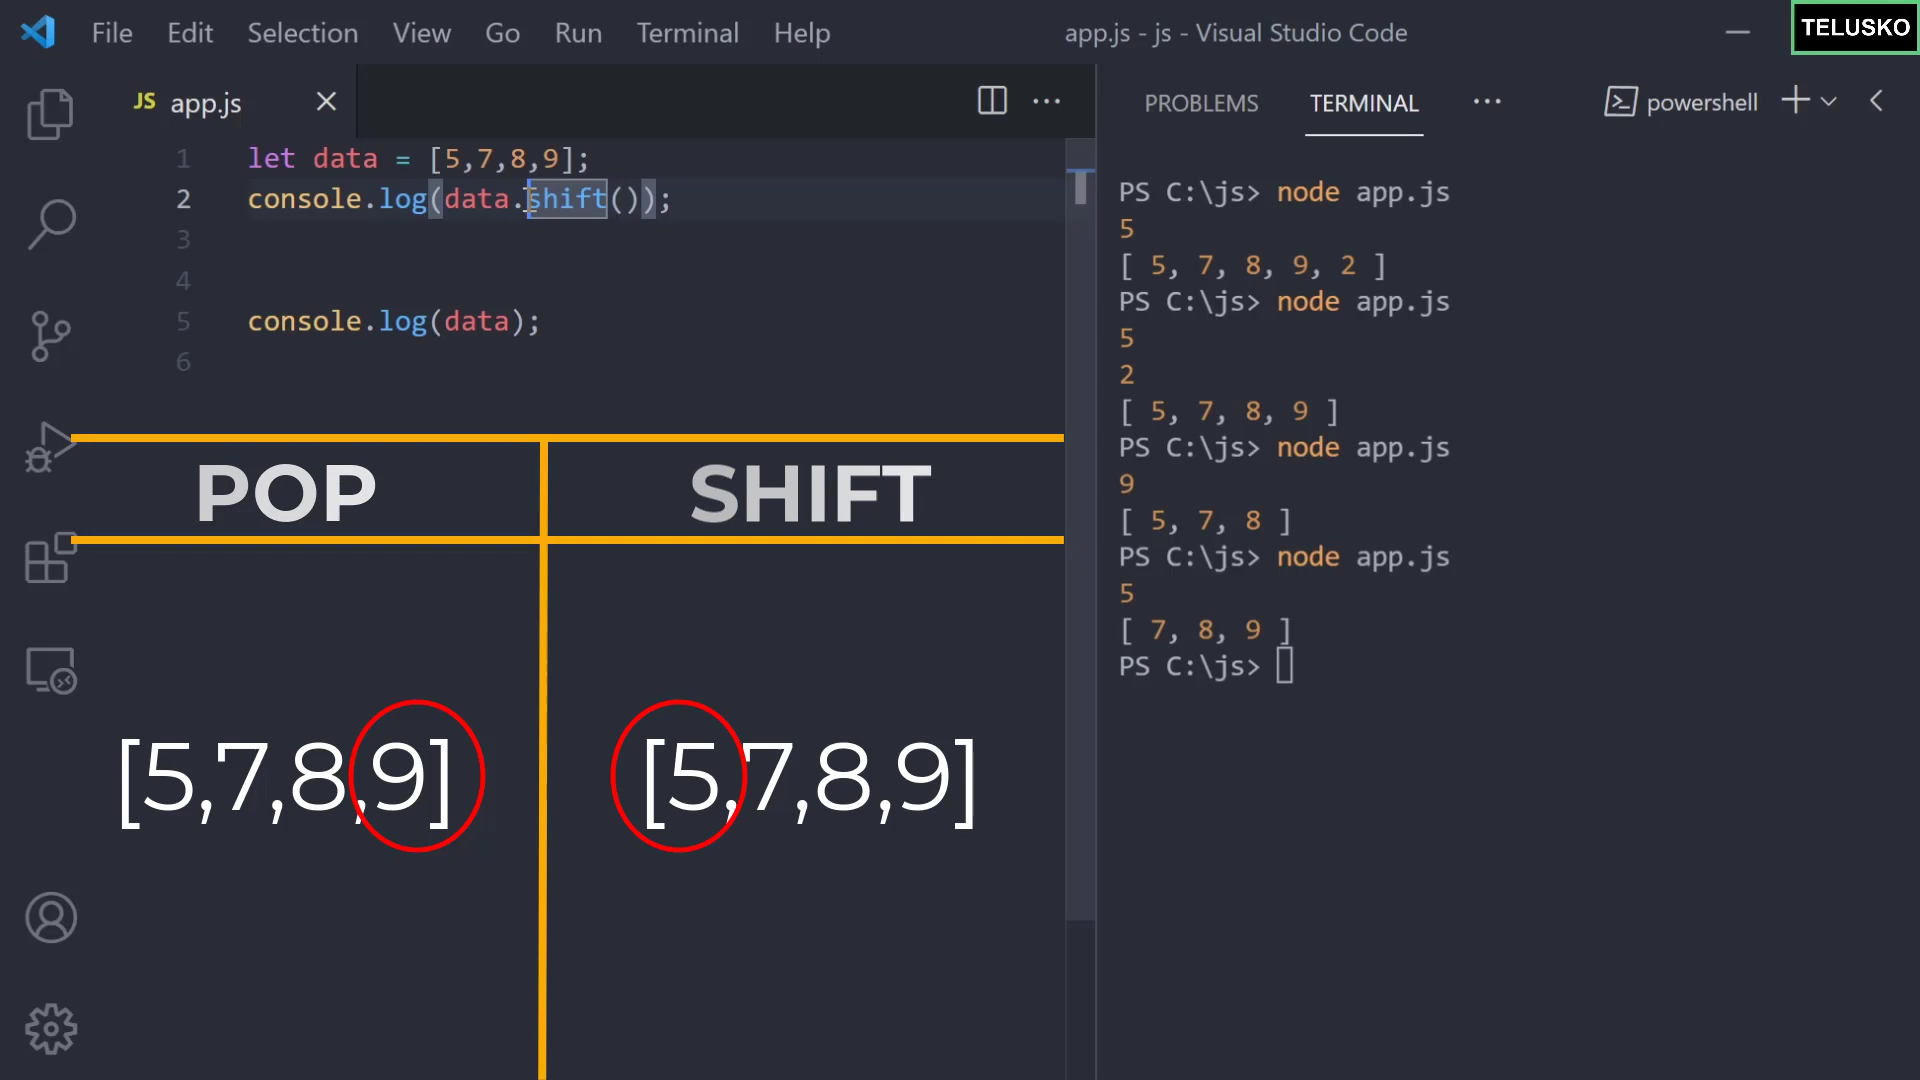 File Edit Selection View Go Run Terminal Help
app.js - js - Visual Studio Code
TELUSKO
JS app.js
1 let data = [5,7,8,9];
2 console.log(data.shift());
3
4
5 console.log(data);
6
POP SHIFT
[5,7,8,9] [5,7,8,9]
PROBLEMS TERMINAL ··· powershell
PS C:\js> node app.js
5
[ 5, 7, 8, 9, 2 ]
PS C:\js> node app.js
5
2
[ 5, 7, 8, 9 ]
PS C:\js> node app.js
9
[ 5, 7, 8 ]
PS C:\js> node app.js
5
[ 7, 8, 9 ]
PS C:\js>